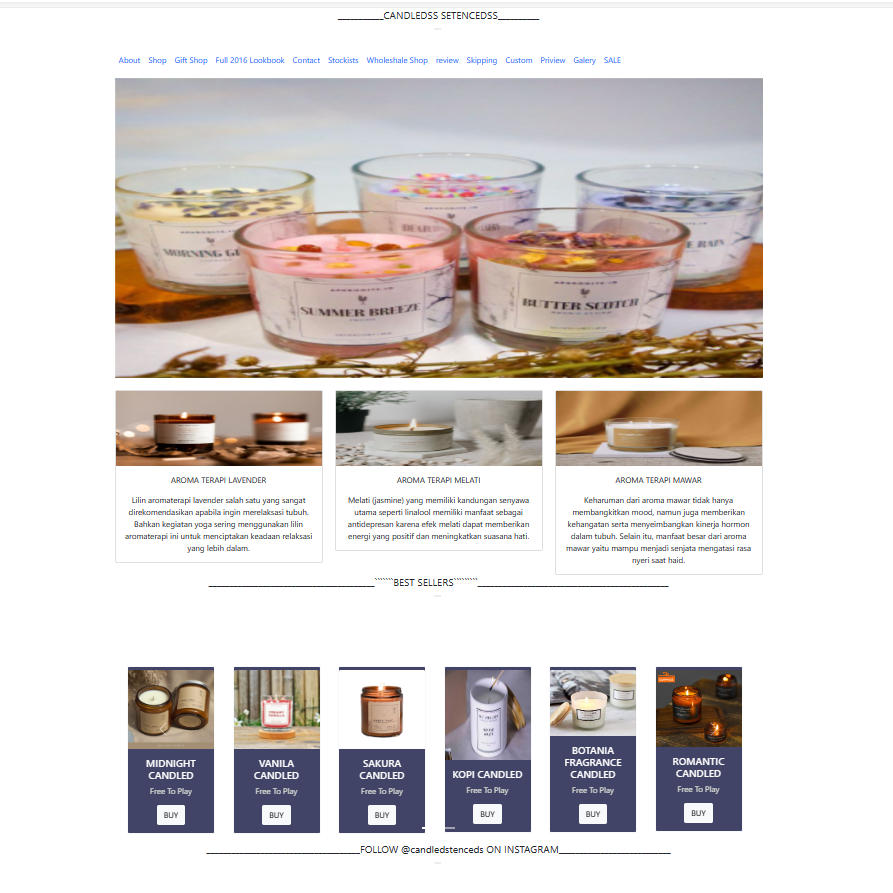 __________CANDLEDSS SETENCEDSS_________
About Shop Gift Shop Full 2016 Lookbook Contact Stockists Wholeshale Shop review Skipping Custom Priview Galery SALE
MORNING
SUMMER BREEZE
BUTTER SCOTCH
RAIN
AROMA TERAPI LAVENDER
Lilin aromaterapi lavender salah satu yang sangat
direkomendasikan apabila ingin merelaksasi tubuh.
Bahkan kegiatan yoga sering menggunakan lilin
aromaterapi ini untuk menciptakan keadaan relaksasi
yang lebih dalam.
AROMA TERAPI MELATI
Melati (jasmine) yang memiliki kandungan senyawa
utama seperti linalool memiliki manfaat sebagai
antidepresan karena efek melati dapat memberikan
energi yang positif dan meningkatkan suasana hati.
AROMA TERAPI MAWAR
Keharuman dari aroma mawar tidak hanya
membangkitkan mood, namun juga memberikan
kehangatan serta menyeimbangkan kinerja hormon
dalam tubuh. Selain itu, manfaat besar dari aroma
mawar yaitu mampu menjadi senjata mengatasi rasa
nyeri saat haid.
__________________________________```````BEST SELLERS`````````_______________________________________
MIDNIGHT
CANDLED
Free To Play
BUY
VANILA
CANDLED
Free To Play
BUY
SAKURA
CANDLED
Free To Play
BUY
KOPI CANDLED
Free To Play
BUY
BOTANIA
FRAGRANCE
CANDLED
Free To Play
BUY
ROMANTIC
CANDLED
Free To Play
BUY
________________________________FOLLOW @candledstenceds ON INSTAGRAM_______________________